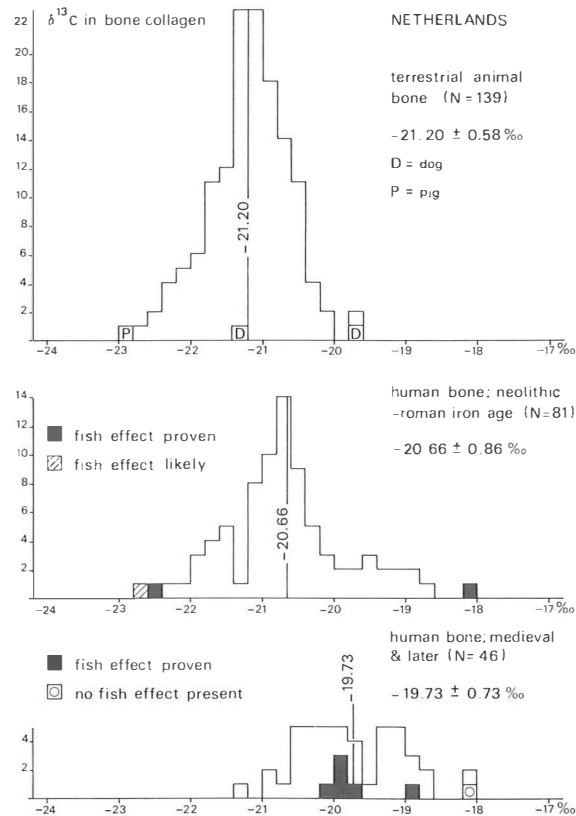 δ¹³C in bone collagen
NETHERLANDS
terrestrial animal
bone (N = 139)
-21.20 ± 0.58 ‰
D = dog
P = pig
22
20
18
16
14
12
10
8
6
4
2
-21.20
P
D
D
-24
-23
-22
-21
-20
-19
-18
-17 ‰
human bone; neolithic
-roman iron age (N=81)
-20 66 ± 0.86 ‰
fish effect proven
fish effect likely
14
12
10
8
6
4
2
-20.66
-24
-23
-22
-21
-20
-19
-18
-17 ‰
human bone; medieval
& later (N= 46)
-19.73 ± 0.73 ‰
fish effect proven
no fish effect present
4
2
-19.73
-24
-23
-22
-21
-20
-19
-18
-17 ‰